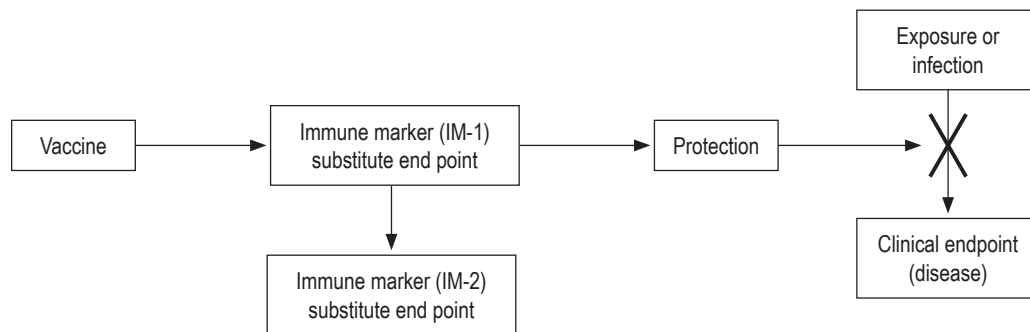 Exposure or
infection
Vaccine
Immune marker (IM-1)
substitute end point
Protection
Immune marker (IM-2)
substitute end point
Clinical endpoint
(disease)